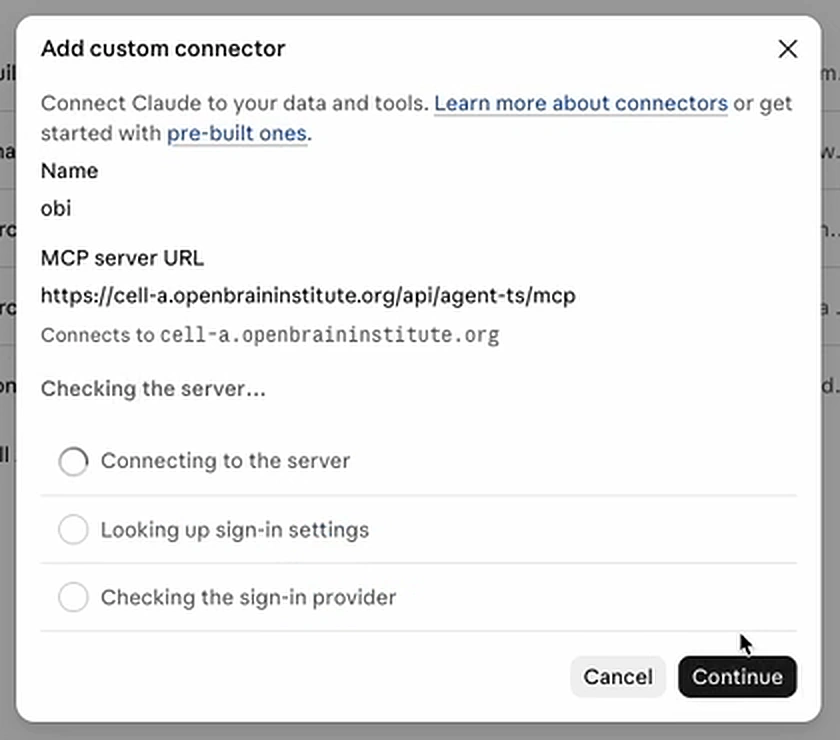 Add custom connector
Connect Claude to your data and tools. Learn more about connectors or get
started with pre-built ones.
Name
obi
MCP server URL
https://cell-a.openbraininstitute.org/api/agent-ts/mcp
Connects to cell-a.openbraininstitute.org
Checking the server...
Connecting to the server
Looking up sign-in settings
Checking the sign-in provider
Cancel
Continue